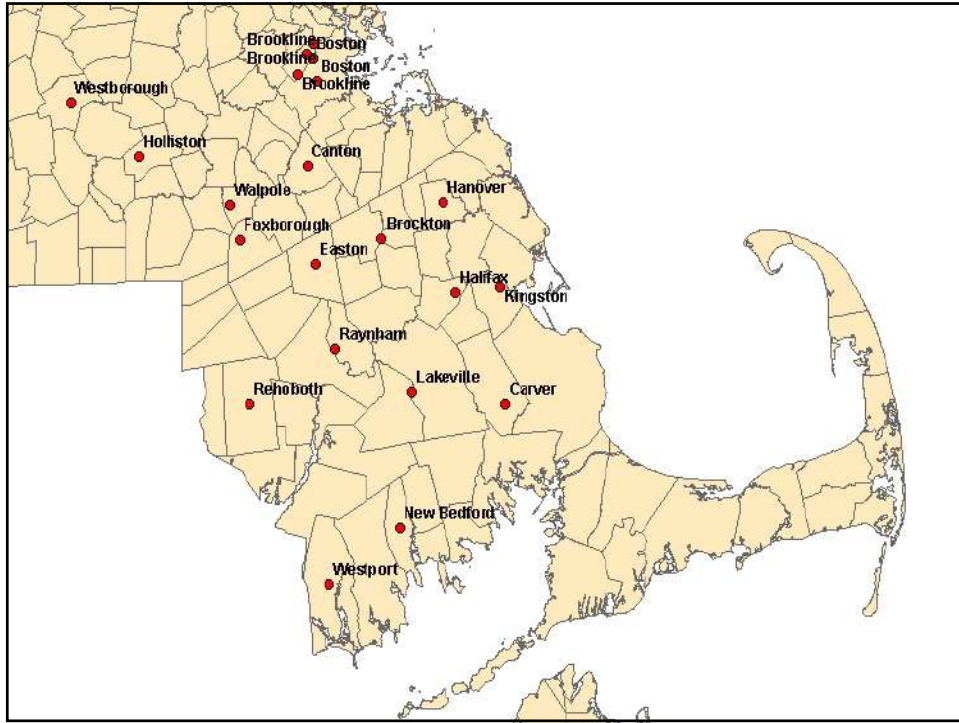 Brookline
Boston
Brookline
Boston
Brookline
Westborough
Holliston
Canton
Hanover
Walpole
Foxborough
Brockton
Easton
Halifax
Kingston
Raynham
Lakeville
Rehoboth
Carver
New Bedford
Westport